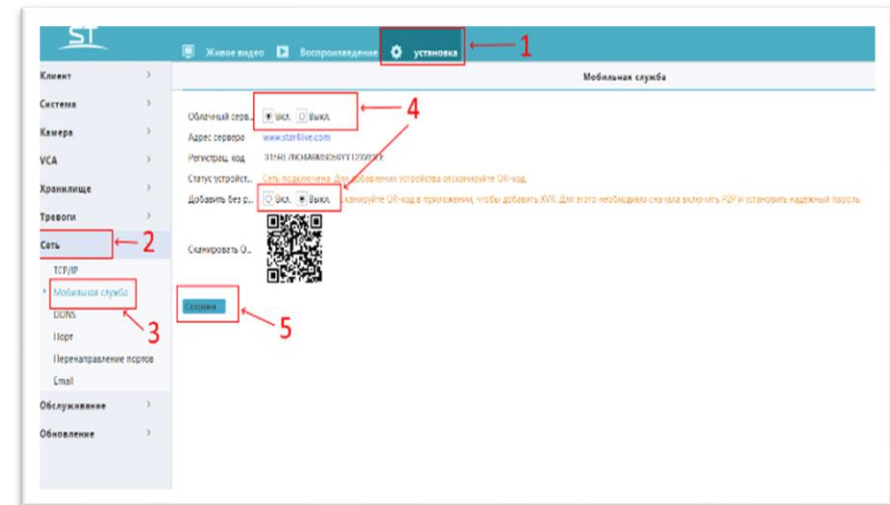 ST
Живое видео Воспроизведение установка 1
Клиент
Система
Камера
VCA
Хранилище
Тревоги
Сеть 2
TCP/IP
Мобильная служба 3
DDNS
Порт
Перенаправление портов
Email
Обслуживание
Обновление
Мобильная служба
Облачный серв.. Вкл. Выкл. 4
Адрес сервера www.star4live.com
Регистрац. код
Статус устройст.. Сеть подключена. Для добавления устройства отсканируйте QR-код.
Добавить без р.. Вкл. Выкл. сканируйте QR-код в приложении, чтобы добавить XVR. Для этого необходимо сначала включить P2P и установить надежный пароль.
Сканировать Q..
5